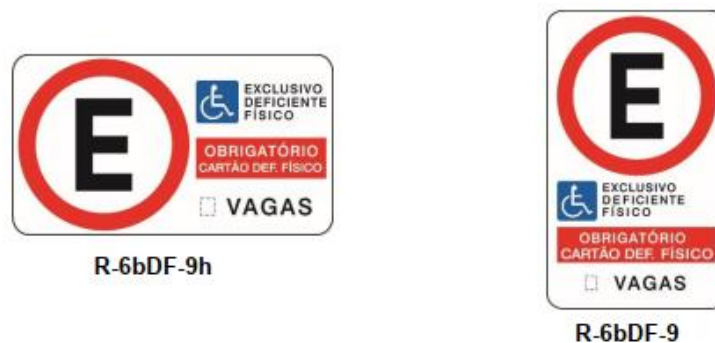 E
EXCLUSIVO
DEFICIENTE
FÍSICO
OBRIGATÓRIO
CARTÃO DEF. FÍSICO
VAGAS
R-6bDF-9h
E
EXCLUSIVO
DEFICIENTE
FÍSICO
OBRIGATÓRIO
CARTÃO DEF. FÍSICO
VAGAS
R-6bDF-9